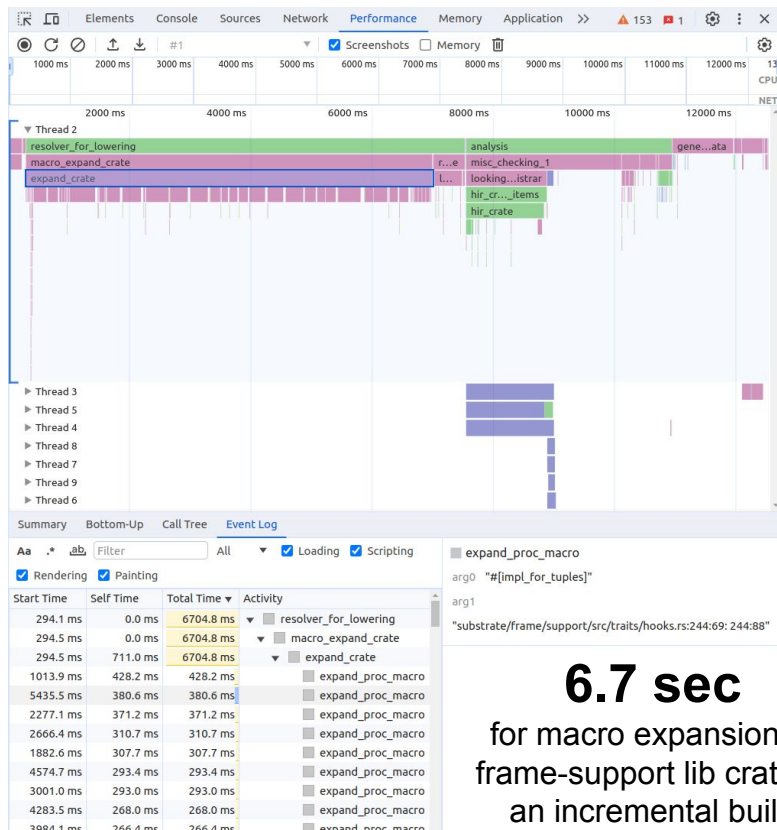 Elements Console Sources Network Performance Memory Application >> 153 1
#1 Screenshots Memory
1000 ms 2000 ms 3000 ms 4000 ms 5000 ms 6000 ms 7000 ms 8000 ms 9000 ms 10000 ms 11000 ms 12000 ms 13
CPU
NET
2000 ms 4000 ms 6000 ms 8000 ms 10000 ms 12000 ms
Thread 2
resolver_for_lowering analysis gene...ata
macro_expand_crate r...e misc_checking_1
expand_crate l... looking...istrar
hir_cr..._items
hir_crate
Thread 3
Thread 5
Thread 4
Thread 8
Thread 7
Thread 9
Thread 6
Summary Bottom-Up Call Tree Event Log
Aa .* ab Filter All Loading Scripting
Rendering Painting
Start Time Self Time Total Time Activity
294.1 ms 0.0 ms 6704.8 ms resolver_for_lowering
294.5 ms 0.0 ms 6704.8 ms macro_expand_crate
294.5 ms 711.0 ms 6704.8 ms expand_crate
1013.9 ms 428.2 ms 428.2 ms expand_proc_macro
5435.5 ms 380.6 ms 380.6 ms expand_proc_macro
2277.1 ms 371.2 ms 371.2 ms expand_proc_macro
2666.4 ms 310.7 ms 310.7 ms expand_proc_macro
1882.6 ms 307.7 ms 307.7 ms expand_proc_macro
4574.7 ms 293.4 ms 293.4 ms expand_proc_macro
3001.0 ms 293.0 ms 293.0 ms expand_proc_macro
4283.5 ms 268.0 ms 268.0 ms expand_proc_macro
3984.1 ms 266.4 ms 266.4 ms expand_proc_macro
expand_proc_macro
arg0 "#[impl_for_tuples]"
arg1
"substrate/frame/support/src/traits/hooks.rs:244:69: 244:88"
6.7 sec
for macro expansion
frame-support lib crat
an incremental buil